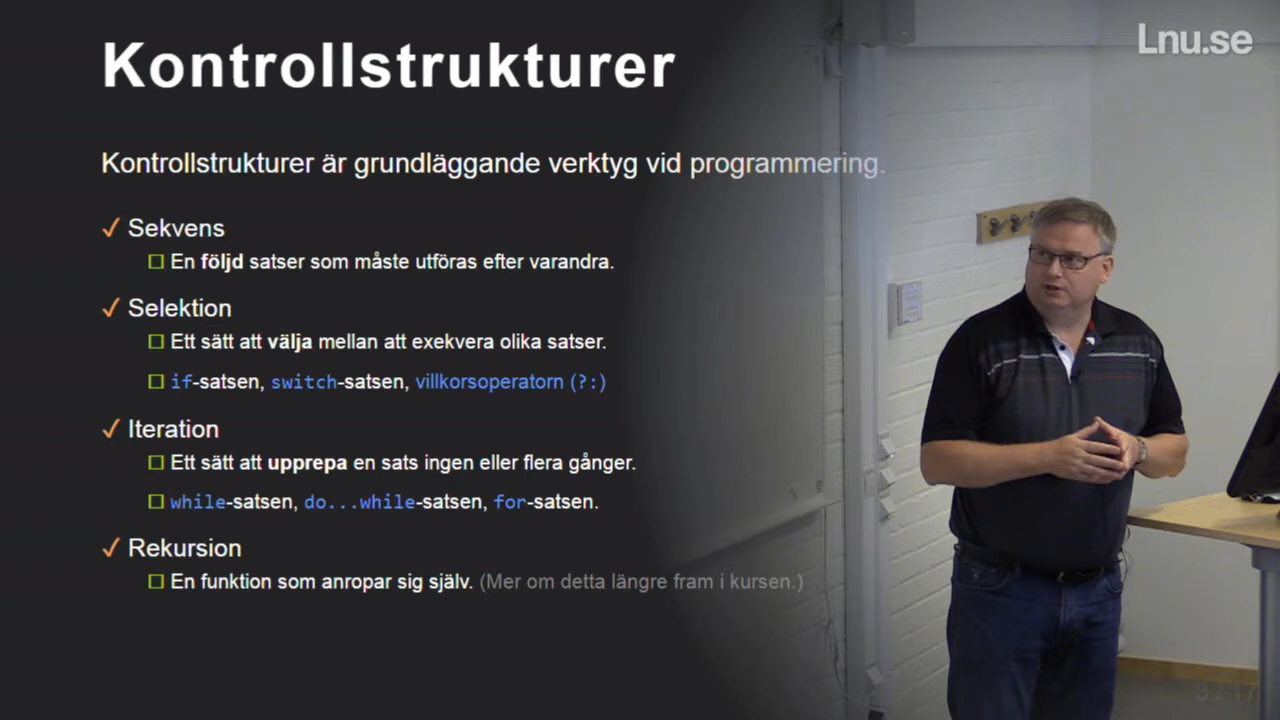 Lnu.se
Kontrollstrukturer
Kontrollstrukturer är grundläggande verktyg vid programmering.
Sekvens
En följd satser som måste utföras efter varandra.
Selektion
Ett sätt att välja mellan att exekvera olika satser.
if-satsen, switch-satsen, villkorsoperatorn (?:)
Iteration
Ett sätt att upprepa en sats ingen eller flera gånger.
while-satsen, do...while-satsen, for-satsen.
Rekursion
En funktion som anropar sig själv. (Mer om detta längre fram i kursen.)